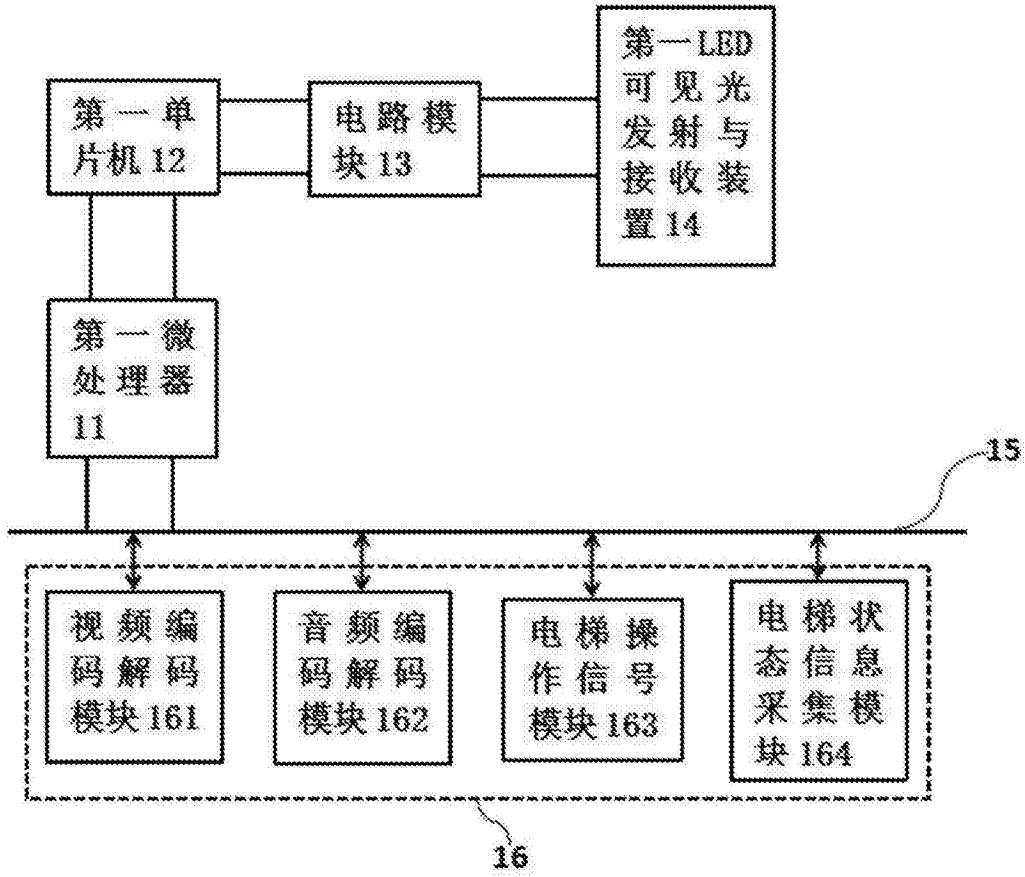 第一LED
可见光
发射与
接收装
置14
第一单
片机12
电路模
块13
第一微
处理器
11
15
视频编
码解码
模块161
音频编
码解码
模块162
电梯操
作信号
模块163
电梯状
态信息
采集模
块164
16